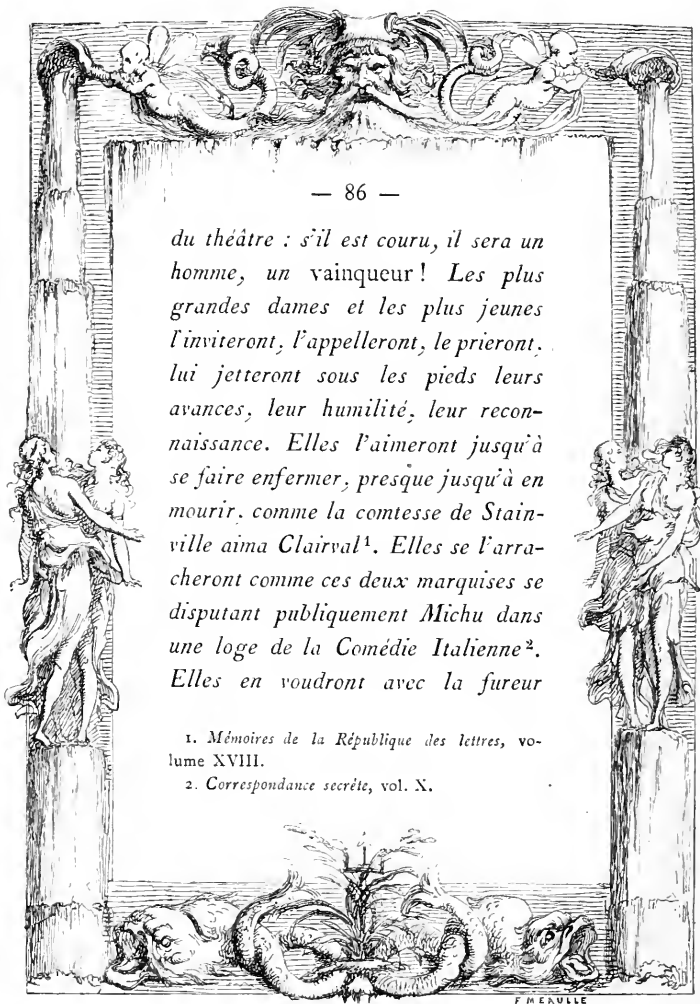 — 86 —
du théâtre : s'il est couru, il sera un
homme, un vainqueur ! Les plus
grandes dames et les plus jeunes
l'inviteront, l'appelleront, le prieront,
lui jetteront sous les pieds leurs
avances, leur humilité, leur recon-
naissance. Elles l'aimeront jusqu'à
se faire enfermer, presque jusqu'à en
mourir, comme la comtesse de Stain-
ville aima Clairval¹. Elles se l'arra-
cheront comme ces deux marquises se
disputant publiquement Michu dans
une loge de la Comédie Italienne².
Elles en voudront avec la fureur
1. Mémoires de la République des lettres, vo-
lume XVIII.
2. Correspondance secrète, vol. X.
F MEAULLE